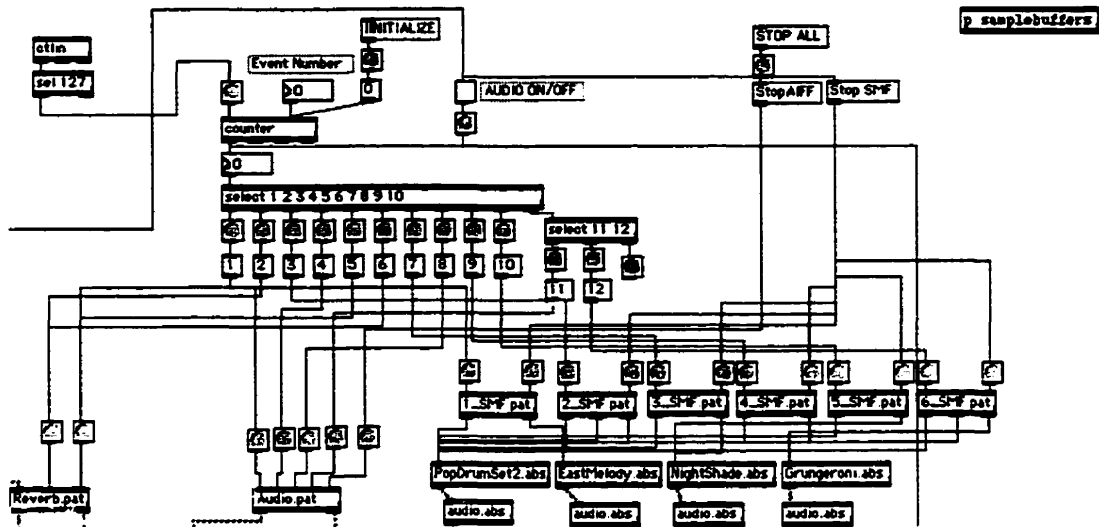 INITIALIZE
p samplebuffers
STOP ALL
ctlin
Event Number
sel 127
0
0
AUDIO ON/OFF
StopAIFF
Stop SMF
counter
0
select 1 2 3 4 5 6 7 8 9 10
select 11 12
1 2 3 4 5 6 7 8 9 10
11 12
1_SMF.pat 2_SMF.pat 3_SMF.pat 4_SMF.pat 5_SMF.pat 6_SMF.pat
PopDrumSet2.abs EastMelody.abs NightShade.abs Grungeroni.abs
Reverb.pat
Audio.pat
audio.abs audio.abs audio.abs audio.abs